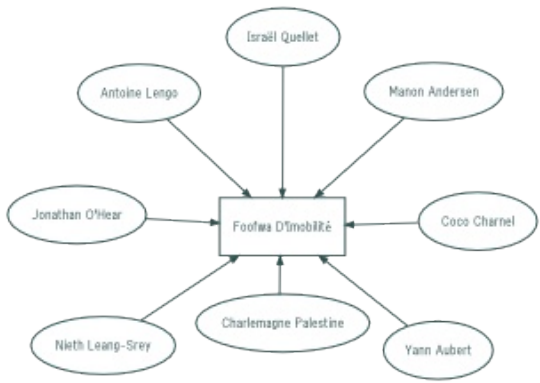 Israël Quellet
Antoine Lengo
Manon Andersen
Jonathan O'Hear
Foofwa D'Imobilité
Coco Charnel
Charlemagne Palestine
Nieth Leang-Srey
Yann Aubert